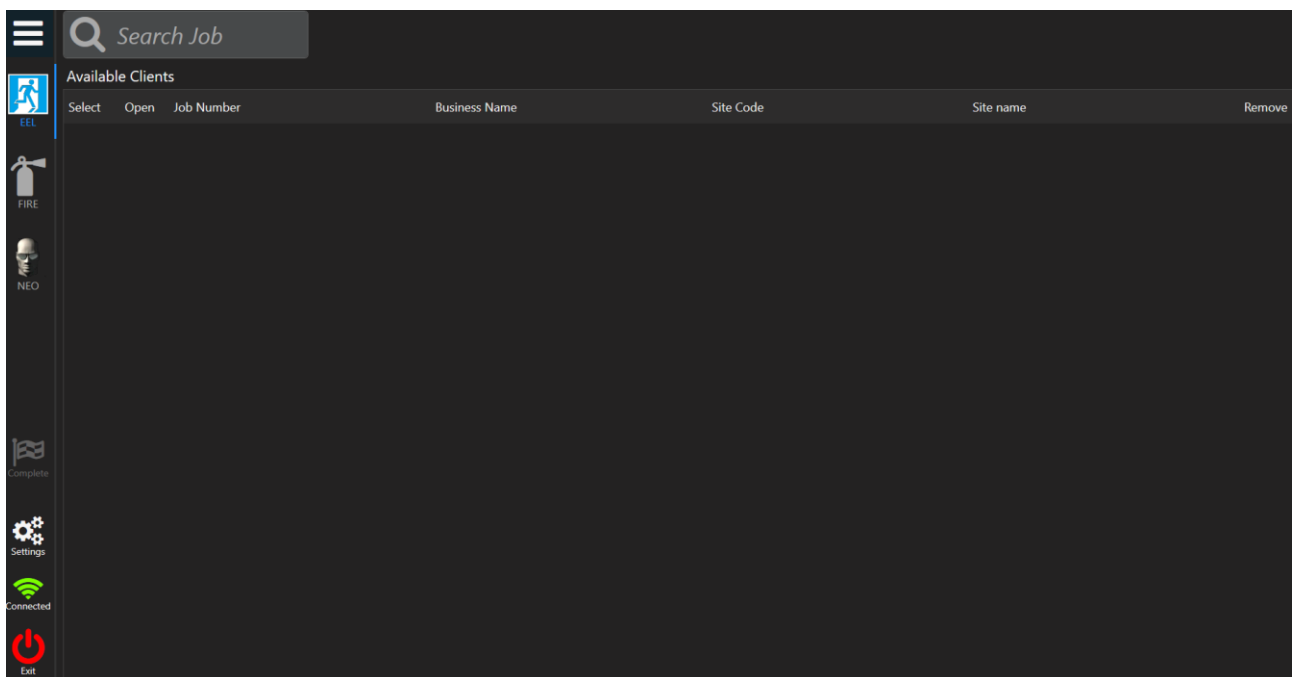 Search Job
Available Clients
Select Open Job Number Business Name Site Code Site name Remove
EEL
FIRE
NEO
Complete
Settings
Connected
Exit